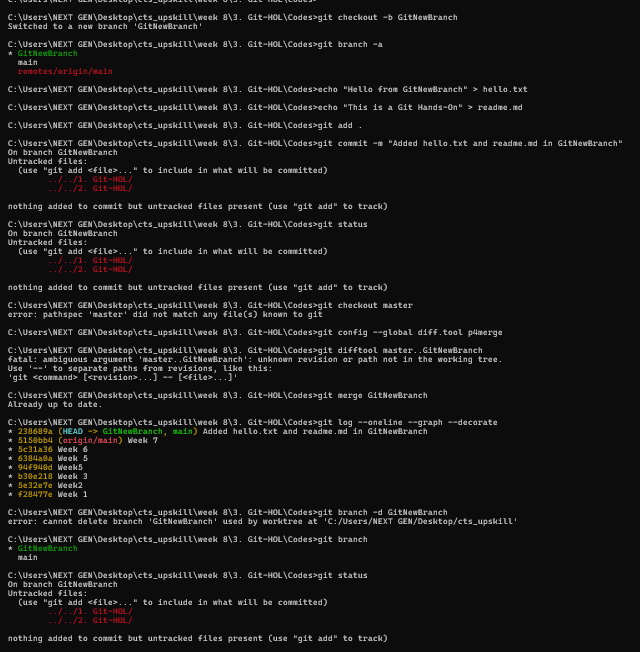 C:\Users\NEXT GEN\Desktop\cts_upskill\week 8\3. Git-HOL\Codes>
C:\Users\NEXT GEN\Desktop\cts_upskill\week 8\3. Git-HOL\Codes>git checkout -b GitNewBranch
Switched to a new branch 'GitNewBranch'
C:\Users\NEXT GEN\Desktop\cts_upskill\week 8\3. Git-HOL\Codes>git branch -a
* GitNewBranch
main
remotes/origin/main
C:\Users\NEXT GEN\Desktop\cts_upskill\week 8\3. Git-HOL\Codes>echo "Hello from GitNewBranch" > hello.txt
C:\Users\NEXT GEN\Desktop\cts_upskill\week 8\3. Git-HOL\Codes>echo "This is a Git Hands-On" > readme.md
C:\Users\NEXT GEN\Desktop\cts_upskill\week 8\3. Git-HOL\Codes>git add .
C:\Users\NEXT GEN\Desktop\cts_upskill\week 8\3. Git-HOL\Codes>git commit -m "Added hello.txt and readme.md in GitNewBranch"
On branch GitNewBranch
Untracked files:
(use "git add <file>..." to include in what will be committed)
../../1. Git-HOL/
../../2. Git-HOL/
nothing added to commit but untracked files present (use "git add" to track)
C:\Users\NEXT GEN\Desktop\cts_upskill\week 8\3. Git-HOL\Codes>git status
On branch GitNewBranch
Untracked files:
(use "git add <file>..." to include in what will be committed)
../../1. Git-HOL/
../../2. Git-HOL/
nothing added to commit but untracked files present (use "git add" to track)
C:\Users\NEXT GEN\Desktop\cts_upskill\week 8\3. Git-HOL\Codes>git checkout master
error: pathspec 'master' did not match any file(s) known to git
C:\Users\NEXT GEN\Desktop\cts_upskill\week 8\3. Git-HOL\Codes>git config --global diff.tool p4merge
C:\Users\NEXT GEN\Desktop\cts_upskill\week 8\3. Git-HOL\Codes>git difftool master..GitNewBranch
fatal: ambiguous argument 'master..GitNewBranch': unknown revision or path not in the working tree.
Use '--' to separate paths from revisions, like this:
'git <command> [<revision>...] -- [<file>...]'
C:\Users\NEXT GEN\Desktop\cts_upskill\week 8\3. Git-HOL\Codes>git merge GitNewBranch
Already up to date.
C:\Users\NEXT GEN\Desktop\cts_upskill\week 8\3. Git-HOL\Codes>git log --oneline --graph --decorate
* 238689a (HEAD -> GitNewBranch, main) Added hello.txt and readme.md in GitNewBranch
* 5150bb4 (origin/main) Week 7
* 5c31a36 Week 6
* 6384a0a Week 5
* 94f940d Week5
* b30e218 Week 3
* 5e32e7e Week2
* f28477e Week 1
C:\Users\NEXT GEN\Desktop\cts_upskill\week 8\3. Git-HOL\Codes>git branch -d GitNewBranch
error: cannot delete branch 'GitNewBranch' used by worktree at 'C:/Users/NEXT GEN/Desktop/cts_upskill'
C:\Users\NEXT GEN\Desktop\cts_upskill\week 8\3. Git-HOL\Codes>git branch
* GitNewBranch
main
C:\Users\NEXT GEN\Desktop\cts_upskill\week 8\3. Git-HOL\Codes>git status
On branch GitNewBranch
Untracked files:
(use "git add <file>..." to include in what will be committed)
../../1. Git-HOL/
../../2. Git-HOL/
nothing added to commit but untracked files present (use "git add" to track)